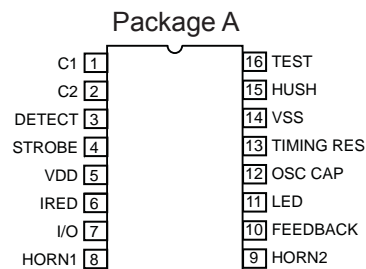 Package A
C1 1 16 TEST
C2 2 15 HUSH
DETECT 3 14 VSS
STROBE 4 13 TIMING RES
VDD 5 12 OSC CAP
IRED 6 11 LED
I/O 7 10 FEEDBACK
HORN1 8 9 HORN2